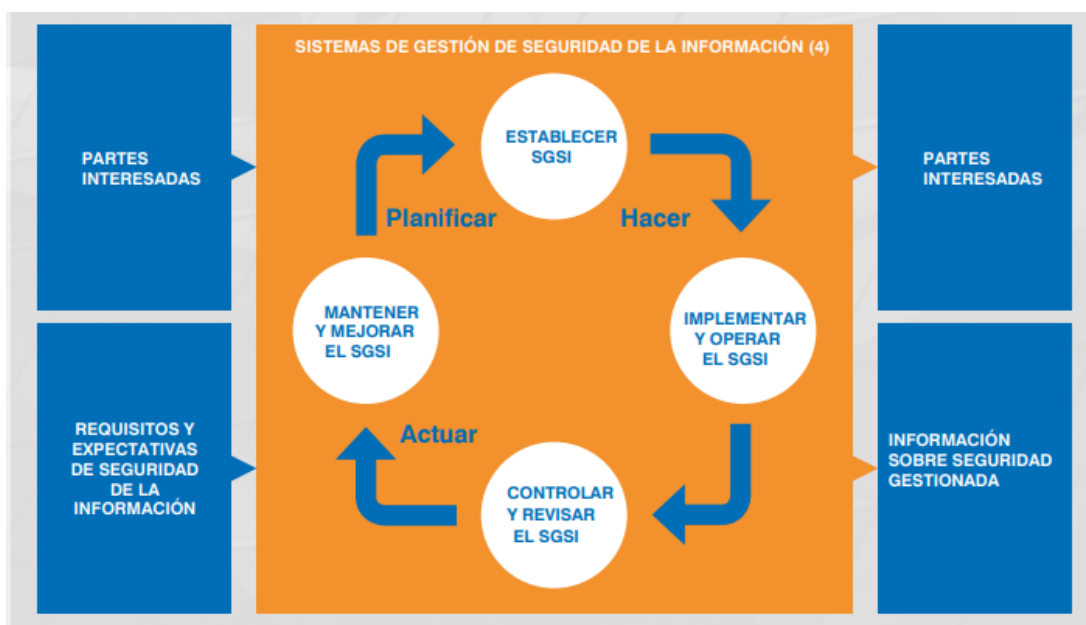 SISTEMAS DE GESTIÓN DE SEGURIDAD DE LA INFORMACIÓN (4)
PARTES
INTERESADAS
REQUISITOS Y
EXPECTATIVAS
DE SEGURIDAD
DE LA
INFORMACIÓN
ESTABLECER
SGSI
Planificar
Hacer
MANTENER
Y MEJORAR
EL SGSI
IMPLEMENTAR
Y OPERAR
EL SGSI
Actuar
CONTROLAR
Y REVISAR
EL SGSI
PARTES
INTERESADAS
INFORMACIÓN
SOBRE SEGURIDAD
GESTIONADA